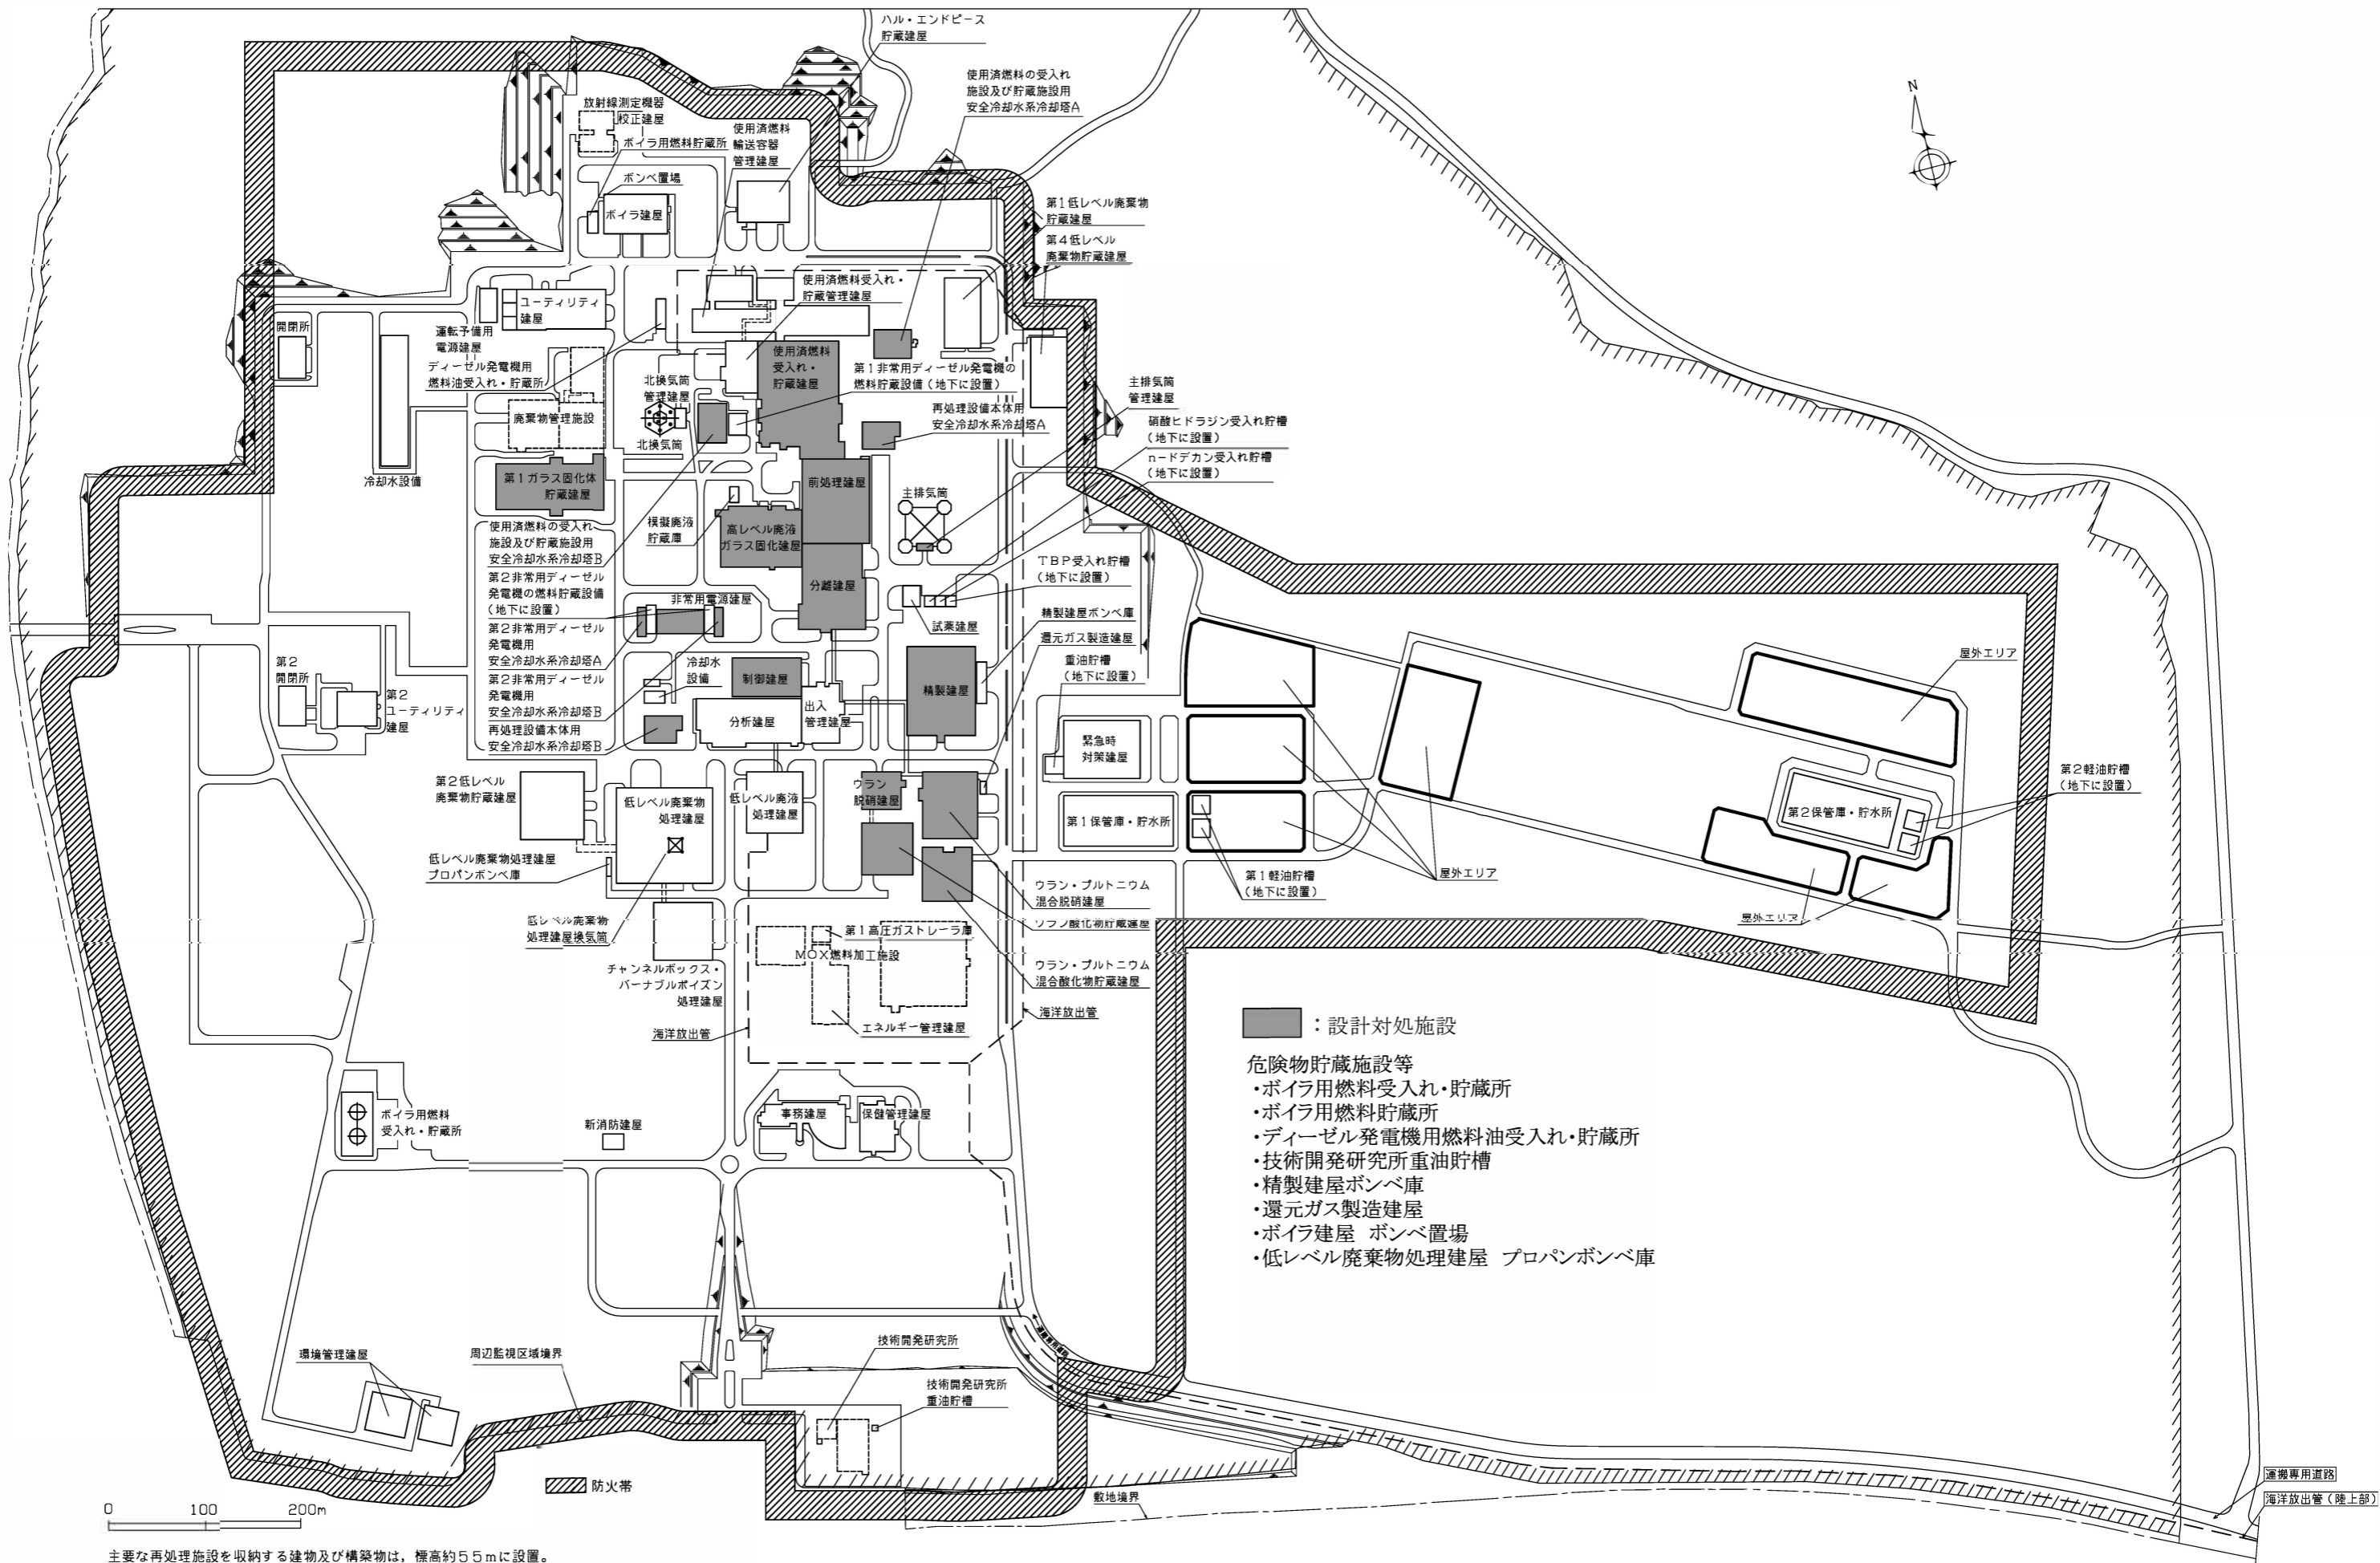 ハル・エンドピース
貯蔵建屋
使用済燃料の受入れ
施設及び貯蔵施設用
安全冷却水系冷却塔A
放射線測定機器
校正建屋
ボイラ用燃料貯蔵所
使用済燃料
輸送容器
管理建屋
ボンベ置場
ボイラ建屋
N
第1低レベル廃棄物
貯蔵建屋
第4低レベル
廃棄物貯蔵建屋
使用済燃料受入れ・
貯蔵管理建屋
ユーティリティ
建屋
開閉所
運転予備用
電源建屋
ディーゼル発電機用
燃料油受入れ・貯蔵所
使用済燃料
受入れ・
貯蔵建屋
第1非常用ディーゼル発電機の
燃料貯蔵設備(地下に設置)
北換気筒
管理建屋
北換気筒
廃棄物管理施設
再処理設備本体用
安全冷却水系冷却塔A
主排気筒
管理建屋
硝酸ヒドラジン受入れ貯槽
(地下に設置)
n-ドデカン受入れ貯槽
(地下に設置)
冷却水設備
第1ガラス固化体
貯蔵建屋
前処理建屋
主排気筒
模擬廃液
貯蔵庫
高レベル廃液
ガラス固化建屋
使用済燃料の受入れ
施設及び貯蔵施設用
安全冷却水系冷却塔B
第2非常用ディーゼル
発電機の燃料貯蔵設備
(地下に設置)
非常用電源建屋
分離建屋
TBP受入れ貯槽
(地下に設置)
試薬建屋
精製建屋ボンベ庫
還元ガス製造建屋
重油貯槽
(地下に設置)
第2非常用ディーゼル
発電機用
安全冷却水系冷却塔A
第2非常用ディーゼル
発電機用
安全冷却水系冷却塔B
再処理設備本体用
安全冷却水系冷却塔B
冷却水
設備
制御建屋
分析建屋
出入
管理建屋
精製建屋
第2
開閉所
第2
ユーティリティ
建屋
緊急時
対策建屋
屋外エリア
第2軽油貯槽
(地下に設置)
第2保管庫・貯水所
第1保管庫・貯水所
第1軽油貯槽
(地下に設置)
屋外エリア
屋外エリア
第2低レベル
廃棄物貯蔵建屋
低レベル廃棄物
処理建屋
低レベル廃液
処理建屋
ウラン
脱硝建屋
低レベル廃棄物処理建屋
プロパンボンベ庫
低レベル廃棄物
処理建屋換気筒
ウラン・プルトニウム
混合脱硝建屋
ウラン酸化物貯蔵建屋
ウラン・プルトニウム
混合酸化物貯蔵建屋
第1高圧ガストレーラ庫
MOX燃料加工施設
チャンネルボックス・
バーナブルポイズン
処理建屋
エネルギー管理建屋
海洋放出管
海洋放出管
:設計対処施設
危険物貯蔵施設等
・ボイラ用燃料受入れ・貯蔵所
・ボイラ用燃料貯蔵所
・ディーゼル発電機用燃料油受入れ・貯蔵所
・技術開発研究所重油貯槽
・精製建屋ボンベ庫
・還元ガス製造建屋
・ボイラ建屋 ボンベ置場
・低レベル廃棄物処理建屋 プロパンボンベ庫
ボイラ用燃料
受入れ・貯蔵所
新消防建屋
事務建屋
保健管理建屋
環境管理建屋
周辺監視区域境界
技術開発研究所
技術開発研究所
重油貯槽
運搬専用道路
防火帯
敷地境界
運搬専用道路
海洋放出管(陸上部)
0 100 200m
主要な再処理施設を収納する建物及び構築物は,標高約55mに設置。